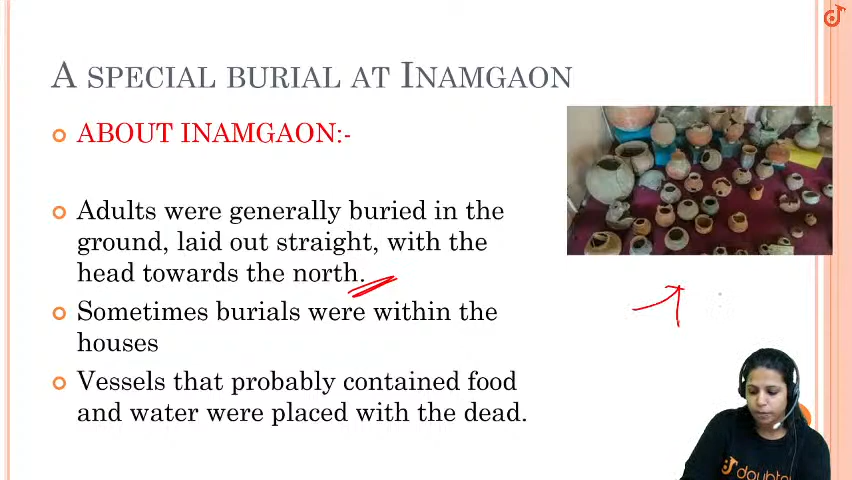 A SPECIAL BURIAL AT INAMGAON
ABOUT INAMGAON:-
Adults were generally buried in the
ground, laid out straight, with the
head towards the north.
Sometimes burials were within the
houses
Vessels that probably contained food
and water were placed with the dead.
doubtn